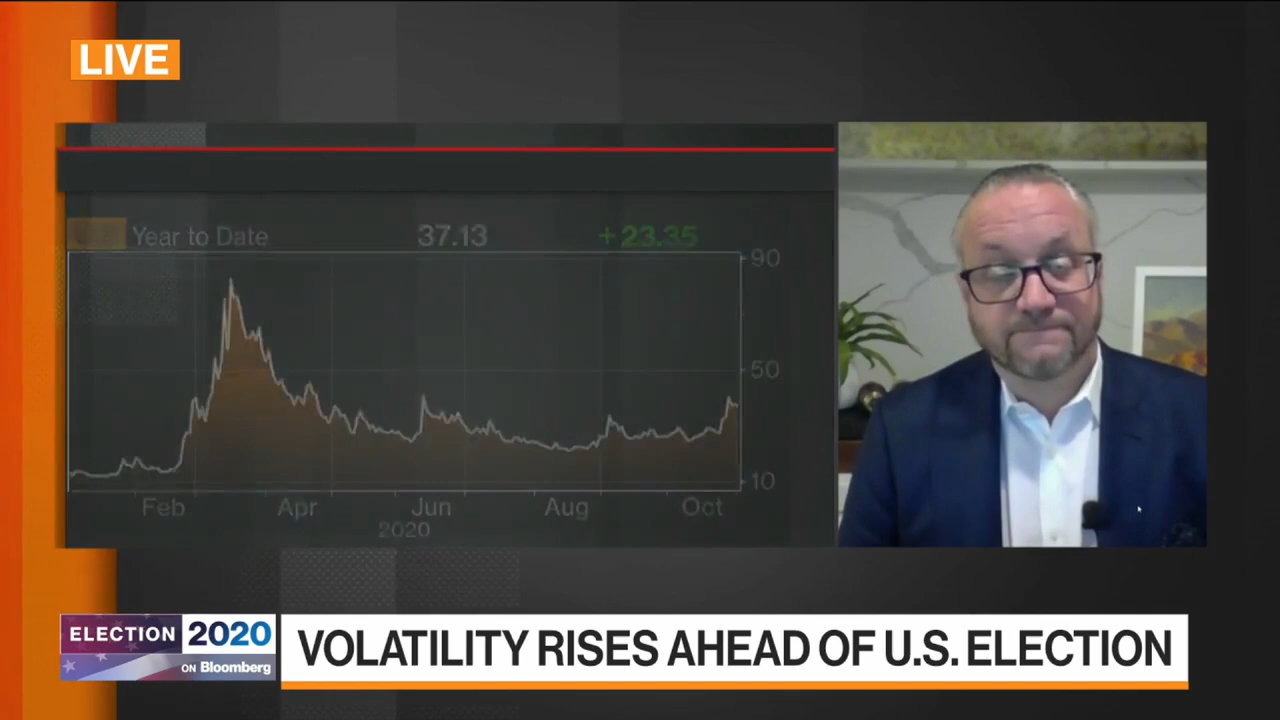 LIVE
Year to Date 37.13 +23.35
90
50
10
Feb Apr Jun Aug Oct
2020
ELECTION 2020
ON Bloomberg
VOLATILITY RISES AHEAD OF U.S. ELECTION